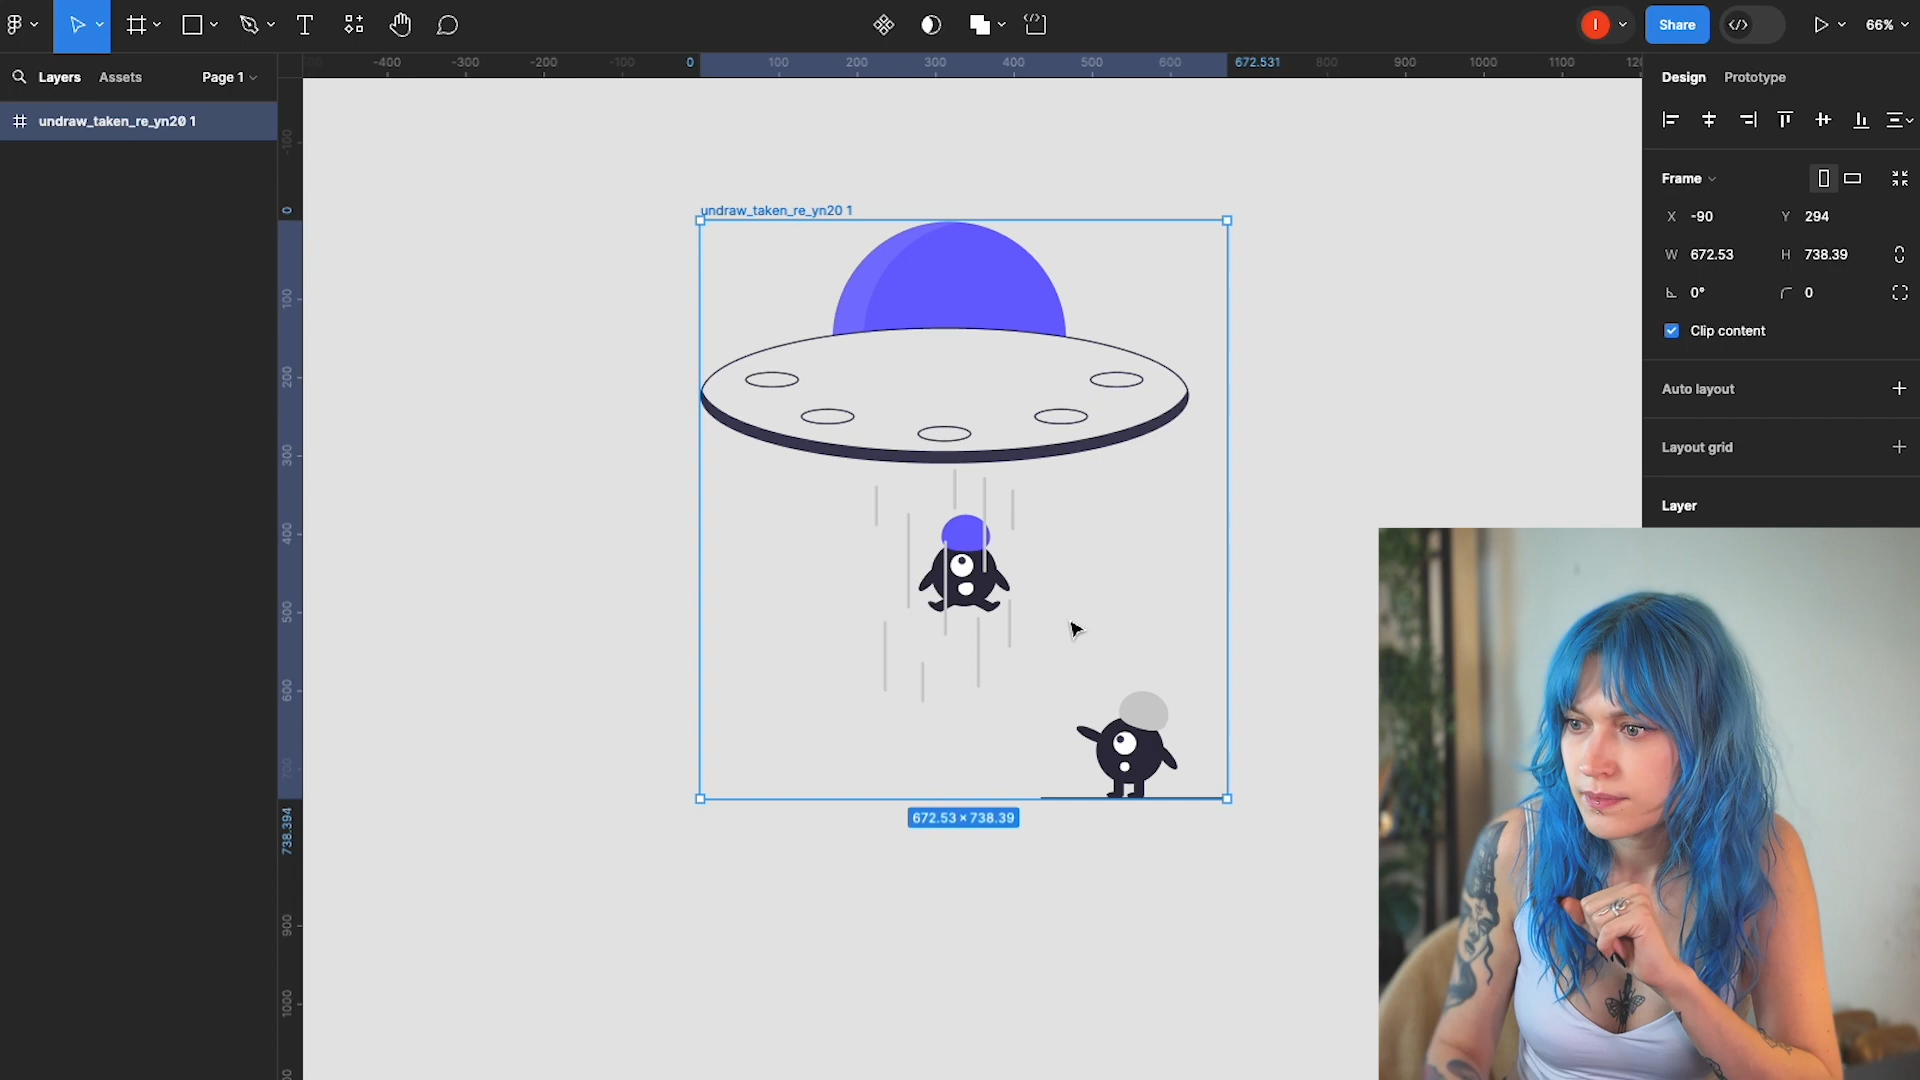 Share
66%
Layers
Assets
Page 1
-400
-300
-200
-100
0
100
200
300
400
500
600
672.531
800
900
1000
1100
Design
Prototype
undraw_taken_re_yn20 1
-100
0
100
200
300
400
500
600
700
738.394
900
1000
undraw_taken_re_yn20 1
672.53 × 738.39
Frame
X -90
Y 294
W 672.53
H 738.39
0°
0
Clip content
Auto layout
Layout grid
Layer